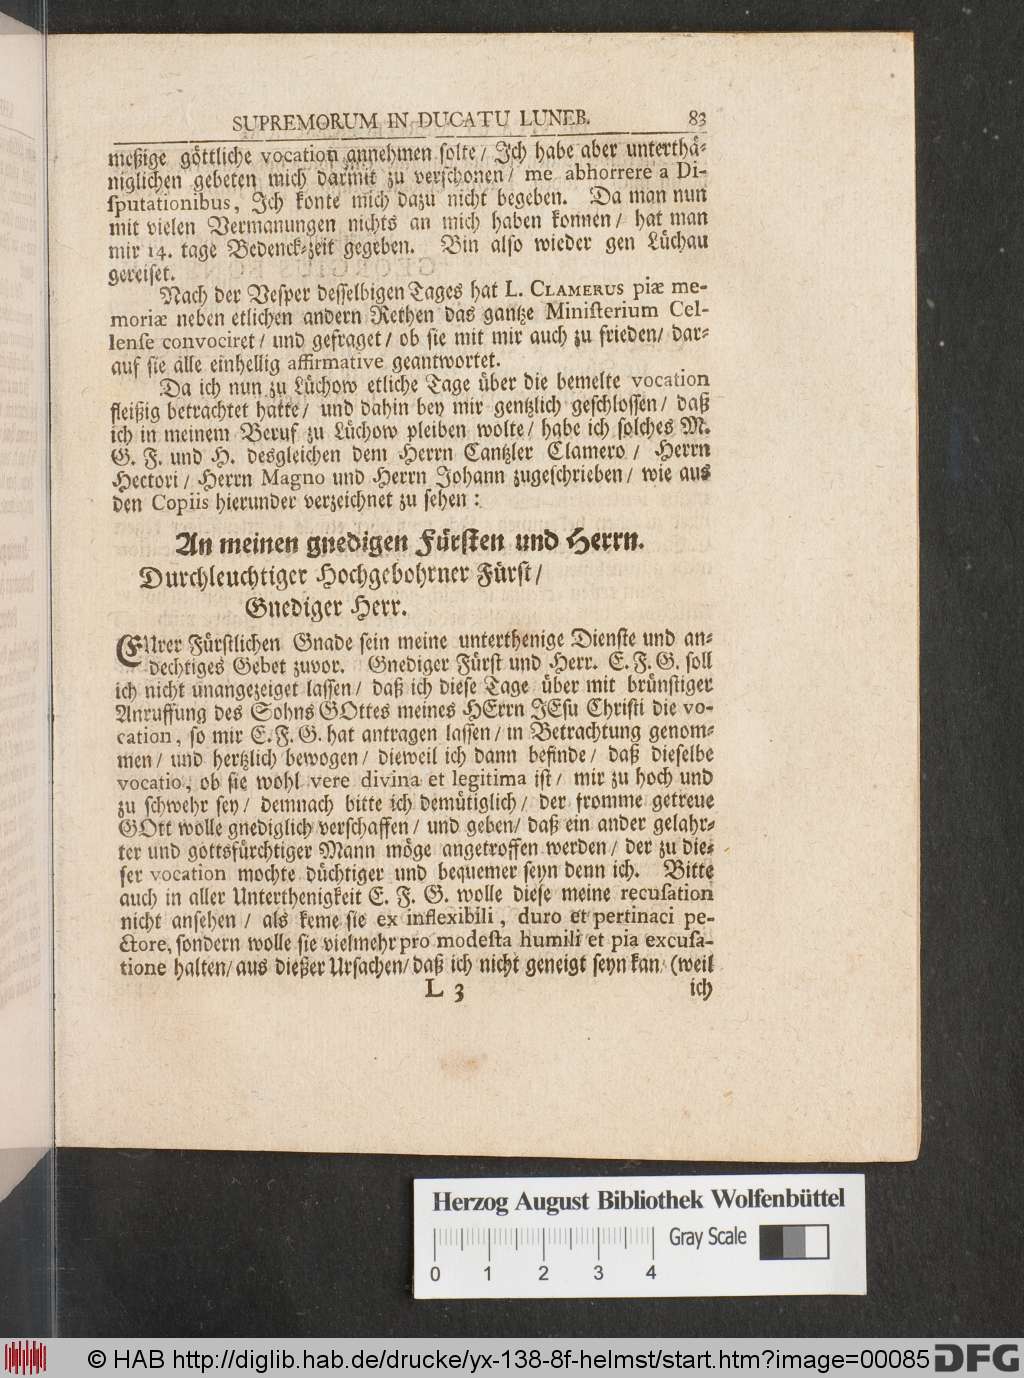 SUPREMORUM IN DUCATU LUNEB. 83
meßige göttliche vocation annehmen solte / Ich habe aber unterthä-
niglichen gebeten mich darmit zu verschonen / me abhorrere a Di-
sputationibus, Ich konte mich dazu nicht begeben. Da man nun
mit vielen Vermanungen nichts an mich haben konnen / hat man
mir 14. tage Bedenck-zeit gegeben. Bin also wieder gen Lüchau
gereiset.
Nach der Vesper desselbigen Tages hat L. CLAMERUS piæ me-
moriæ neben etlichen andern Rethen das gantze Ministerium Cel-
lense convociret / und gefraget / ob sie mit mir auch zu frieden / dar-
auf sie alle einhellig affirmative geantwortet.
Da ich nun zu Lüchow etliche Tage über die bemelte vocation
fleißig betrachtet hatte / und dahin bey mir gentzlich geschlossen / daß
ich in meinem Beruf zu Lüchow pleiben wolte / habe ich solches M.
G. F. und H. desgleichen dem Herrn Cantzler Clamero / Herrn
Hectori / Herrn Magno und Herrn Johann zugeschrieben / wie aus
den Copiis hierunder verzeichnet zu sehen :
An meinen gnedigen Fürsten und Herrn.
Durchleuchtiger Hochgebohrner Fürst /
Gnediger Herr.
EUrer Fürstlichen Gnade sein meine unterthenige Dienste und an-
dechtiges Gebet zuvor. Gnediger Fürst und Herr. E. F. G. soll
ich nicht unangezeiget lassen / daß ich diese Tage über mit brünstiger
Anruffung des Sohns GOttes meines HErrn JEsu Christi die vo-
cation, so mir E. F. G. hat antragen lassen / in Betrachtung genom-
men / und hertzlich bewogen / dieweil ich dann befinde / daß dieselbe
vocatio, ob sie wohl vere divina et legitima ist / mir zu hoch und
zu schwehr sey / demnach bitte ich demütiglich / der fromme getreue
GOtt wolle gnediglich verschaffen / und geben / daß ein ander gelahr-
ter und gottsfürchtiger Mann möge angetroffen werden / der zu die-
ser vocation mochte düchtiger und bequemer seyn denn ich. Bitte
auch in aller Unterthenigkeit E. F. G. wolle diese meine recusation
nicht ansehen / als keme sie ex inflexibili, duro et pertinaci pe-
ctore, sondern wolle sie vielmehr pro modesta humili et pia excusa-
tione halten / aus dießer Ursachen / daß ich nicht geneigt seyn kan (weil
L 3 ich
Herzog August Bibliothek Wolfenbüttel
Gray Scale
0 1 2 3 4
© HAB http://diglib.hab.de/drucke/yx-138-8f-helmst/start.htm?image=00085 DFG